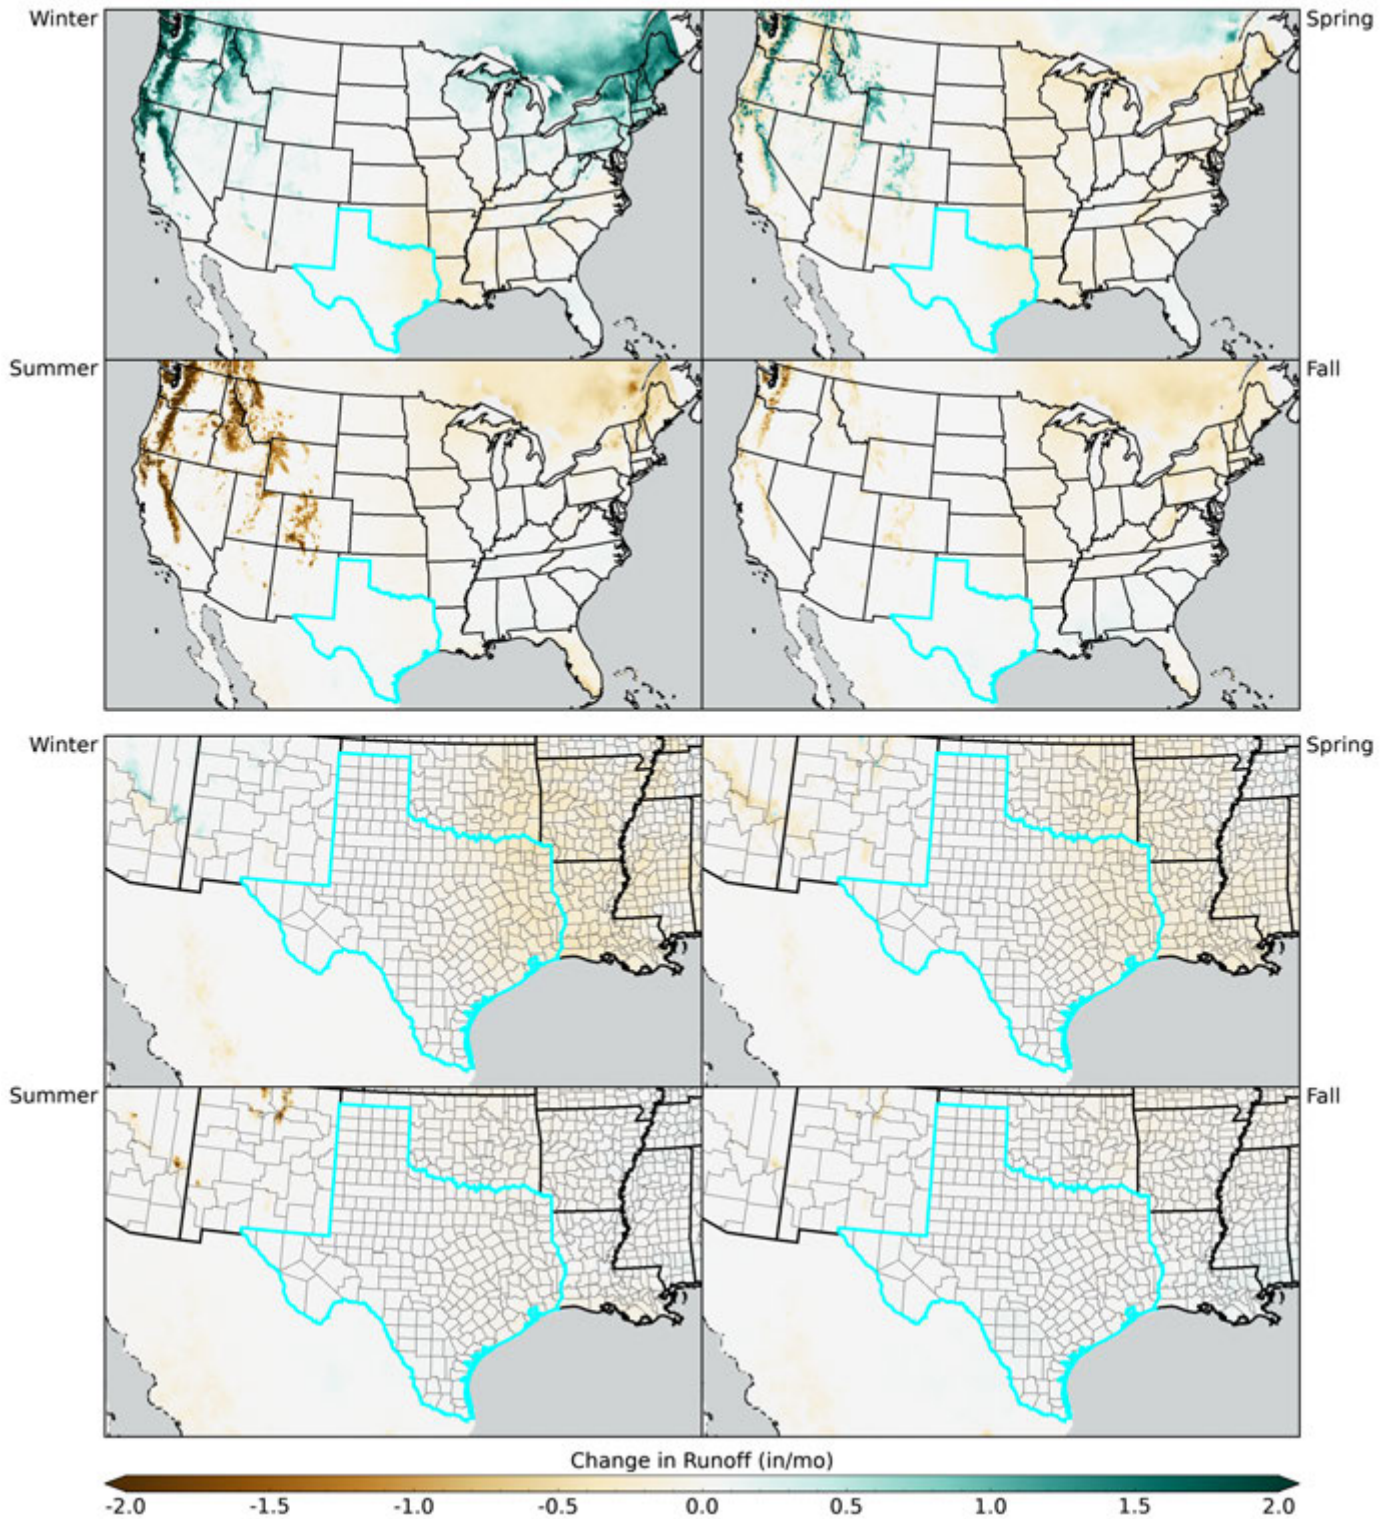 Winter
Spring
Summer
Fall
Winter
Spring
Summer
Fall
Change in Runoff (in/mo)
-2.0 -1.5 -1.0 -0.5 0.0 0.5 1.0 1.5 2.0